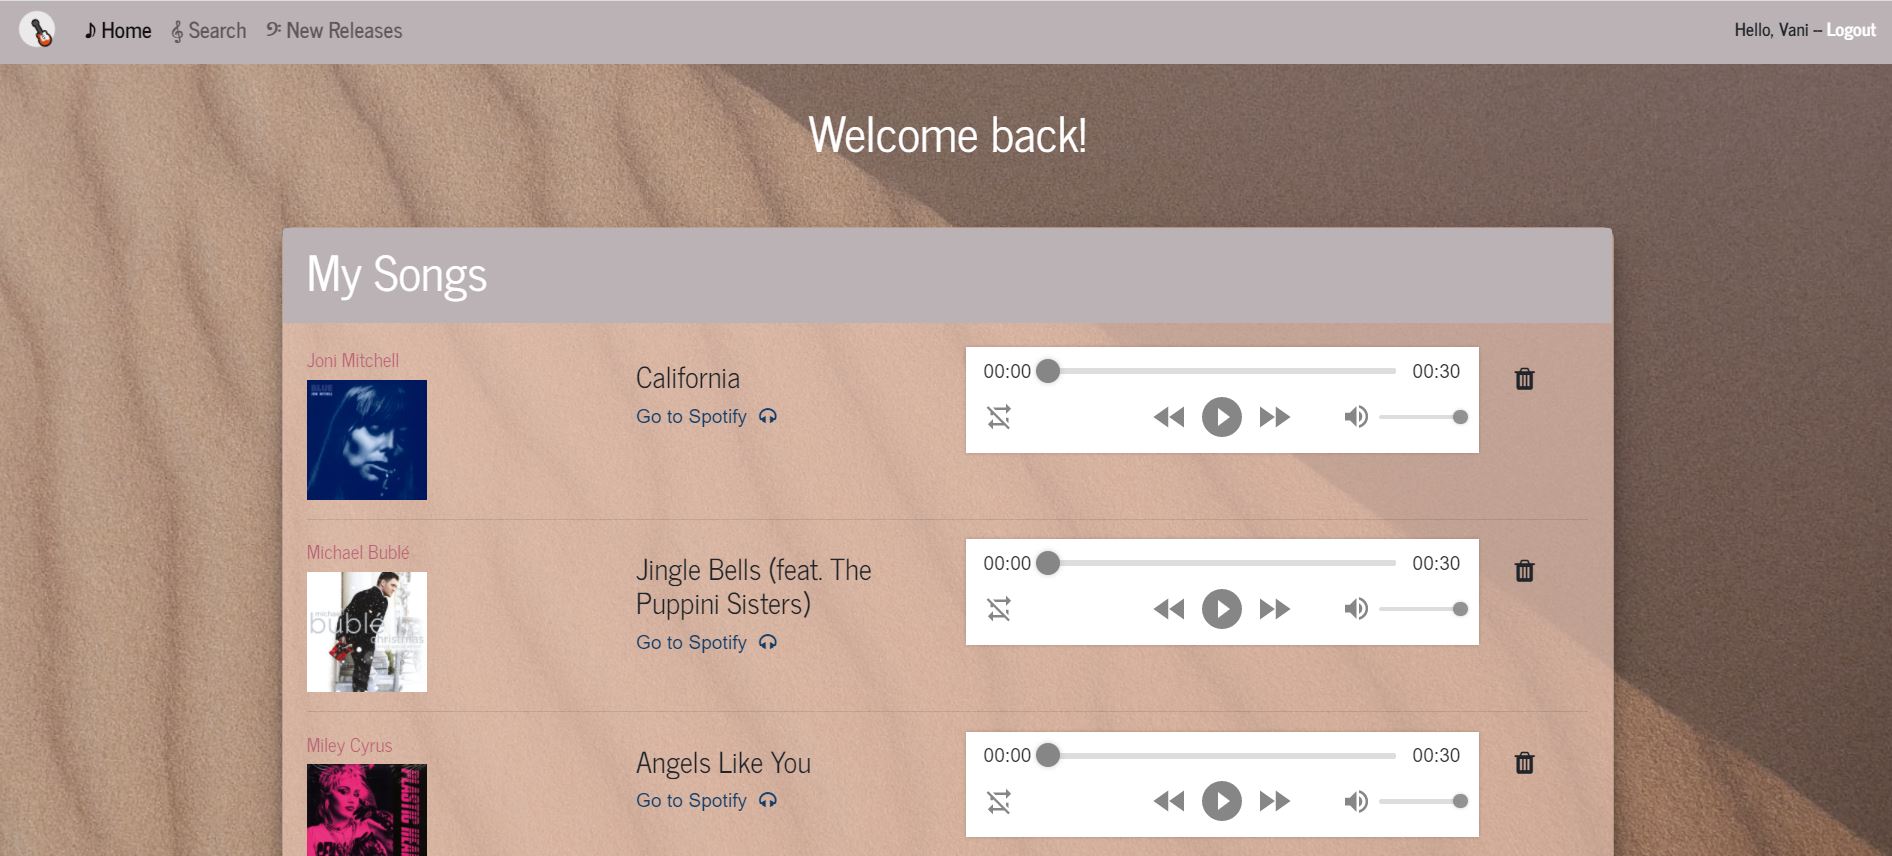 Home Search New Releases
Hello, Vani – Logout
Welcome back!
My Songs
Joni Mitchell
BLUE
JONI MITCHELL
California
Go to Spotify
00:00 00:30
Michael Bublé
michael
bublé
christmas
Jingle Bells (feat. The
Puppini Sisters)
Go to Spotify
00:00 00:30
Miley Cyrus
PLASTIC HEARTS
Angels Like You
Go to Spotify
00:00 00:30